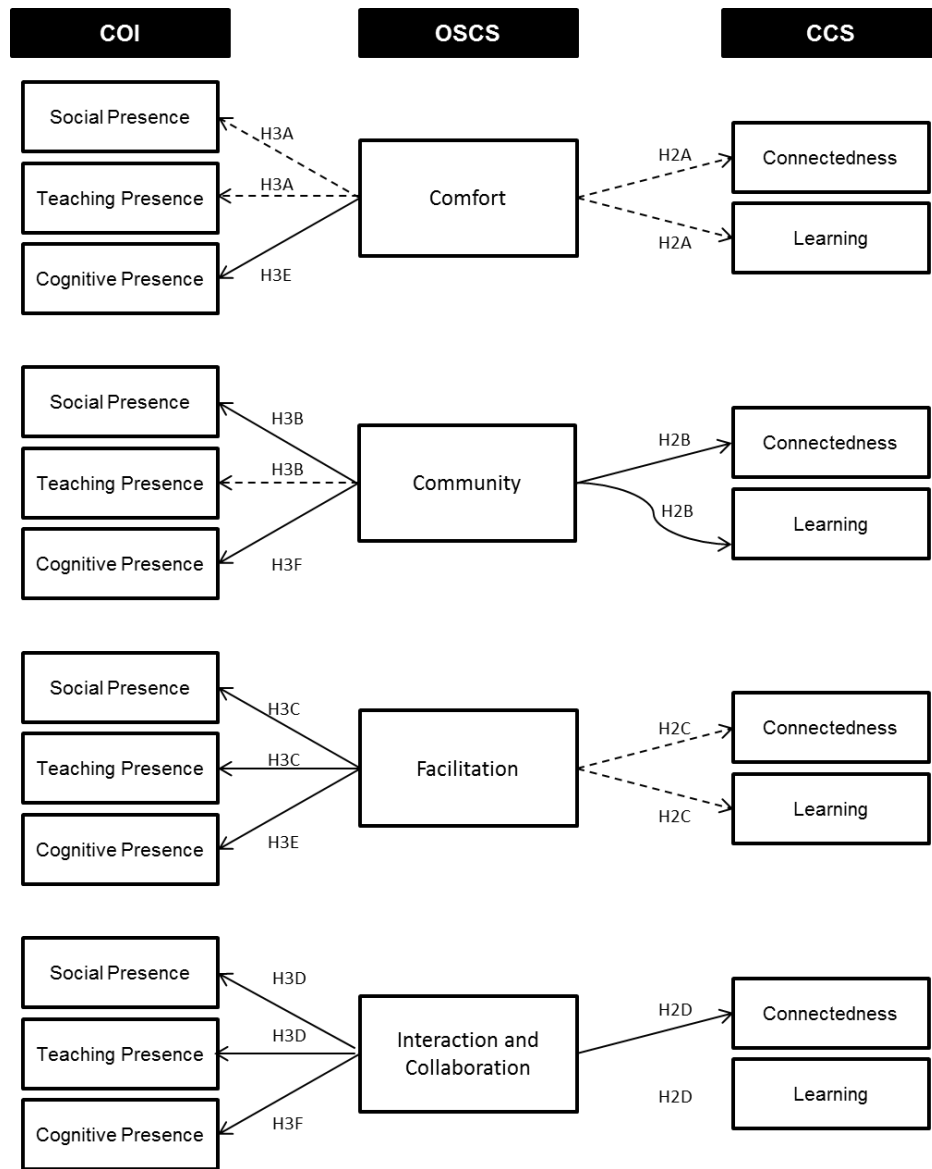 COI
OSCS
CCS
Social Presence
H3A
Teaching Presence
H3A
Cognitive Presence
H3E
Comfort
H2A
Connectedness
H2A
Learning
Social Presence
H3B
Teaching Presence
H3B
Cognitive Presence
H3F
Community
H2B
Connectedness
H2B
Learning
Social Presence
H3C
Teaching Presence
H3C
Cognitive Presence
H3E
Facilitation
H2C
Connectedness
H2C
Learning
Social Presence
H3D
Teaching Presence
H3D
Cognitive Presence
H3F
Interaction and
Collaboration
H2D
Connectedness
H2D
Learning